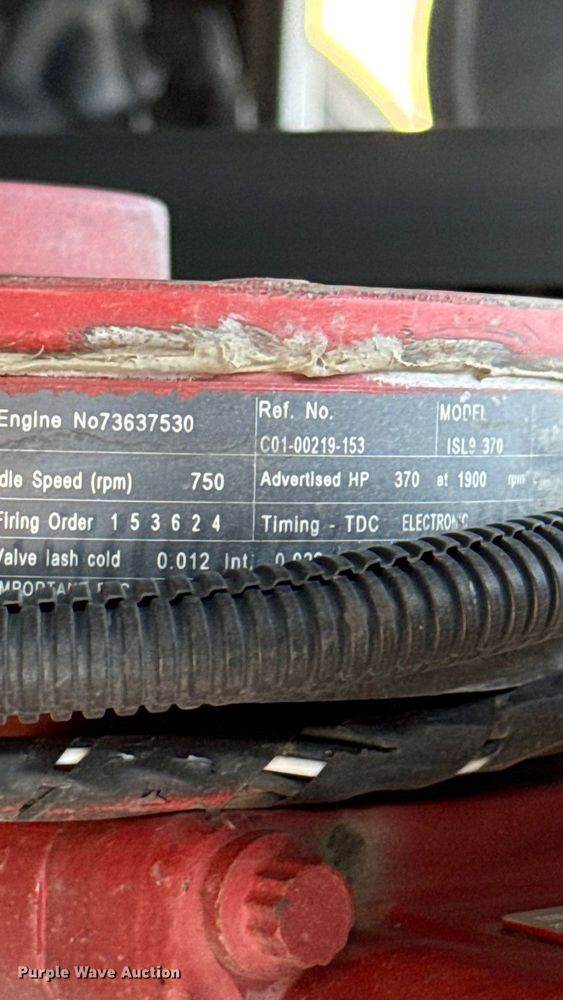 Engine No73637530
Ref. No.
C01-00219-153
MODEL
ISL9 370
dle Speed (rpm) 750
Advertised HP 370 at 1900 rpm
Firing Order 1 5 3 6 2 4
Timing - TDC ELECTRONIC
Valve lash cold 0.012 Int.
Purple Wave Auction